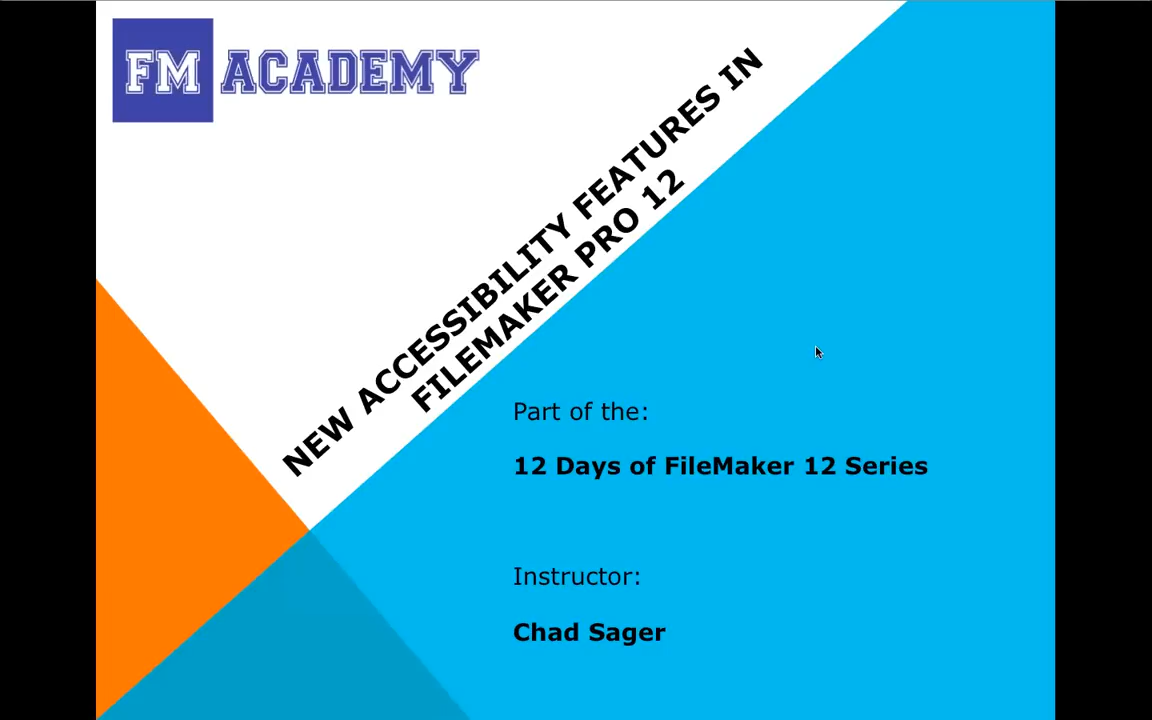 FM ACADEMY
NEW ACCESSIBILITY FEATURES IN
FILEMAKER PRO 12
Part of the:
12 Days of FileMaker 12 Series
Instructor:
Chad Sager